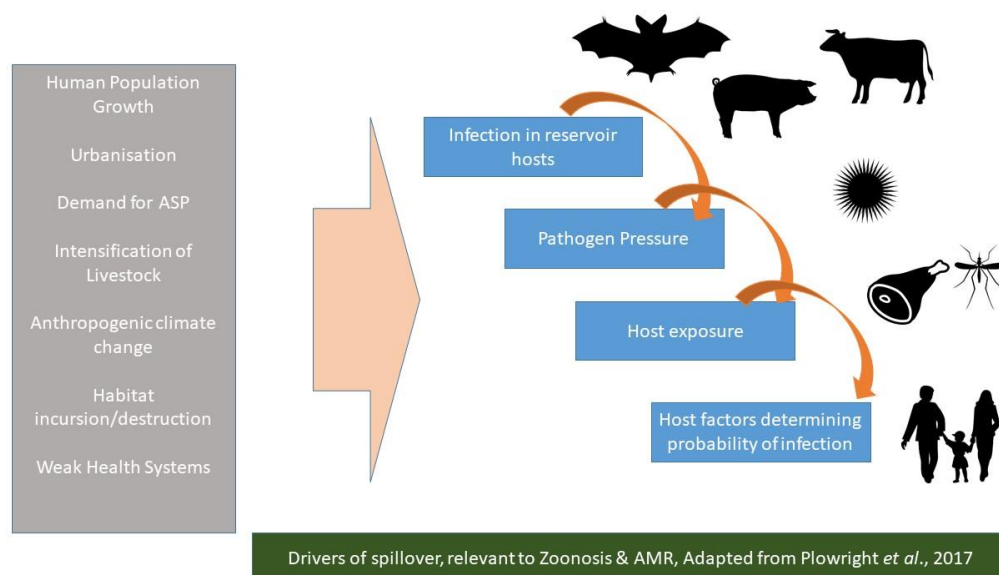 Human Population
Growth
Urbanisation
Demand for ASP
Intensification of
Livestock
Anthropogenic climate
change
Habitat
incursion/destruction
Weak Health Systems
Infection in reservoir
hosts
Pathogen Pressure
Host exposure
Host factors determining
probability of infection
Drivers of spillover, relevant to Zoonosis & AMR, Adapted from Plowright et al., 2017